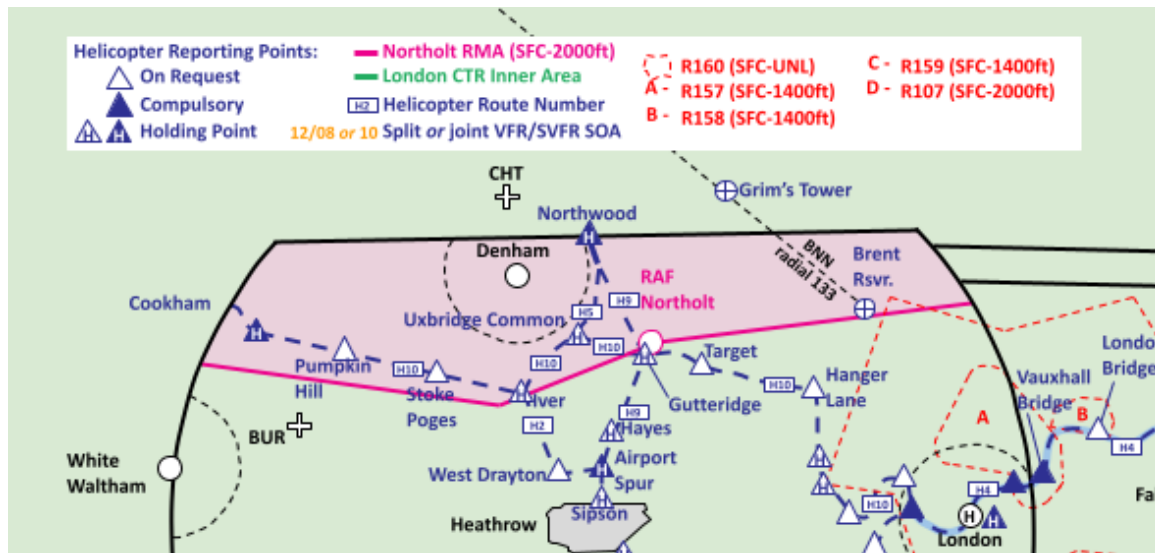 Helicopter Reporting Points:
On Request
Compulsory
H H Holding Point
Northolt RMA (SFC-2000ft)
London CTR Inner Area
H2 Helicopter Route Number
12/08 or 10 Split or joint VFR/SVFR SOA
R160 (SFC-UNL)
A - R157 (SFC-1400ft)
B - R158 (SFC-1400ft)
C - R159 (SFC-1400ft)
D - R107 (SFC-2000ft)
CHT
Grim's Tower
Northwood
H
Denham
BNN
radial 133
Brent
Rsvr.
RAF
Northolt
Cookham
H
Uxbridge Common
H5
H9
H
H10
H10
H
Target
Pumpkin
Hill
H10
Stoke
Poges
H
Iver
Gutteridge
H10
Hanger
Lane
Vauxhall
Bridge
London
Bridge
A
B
BUR
H2
H9
H
Hayes
H4
White
Waltham
West Drayton
H
Airport
Spur
H
H
H
Sipson
Heathrow
H10
H4
H
H
London
Fai